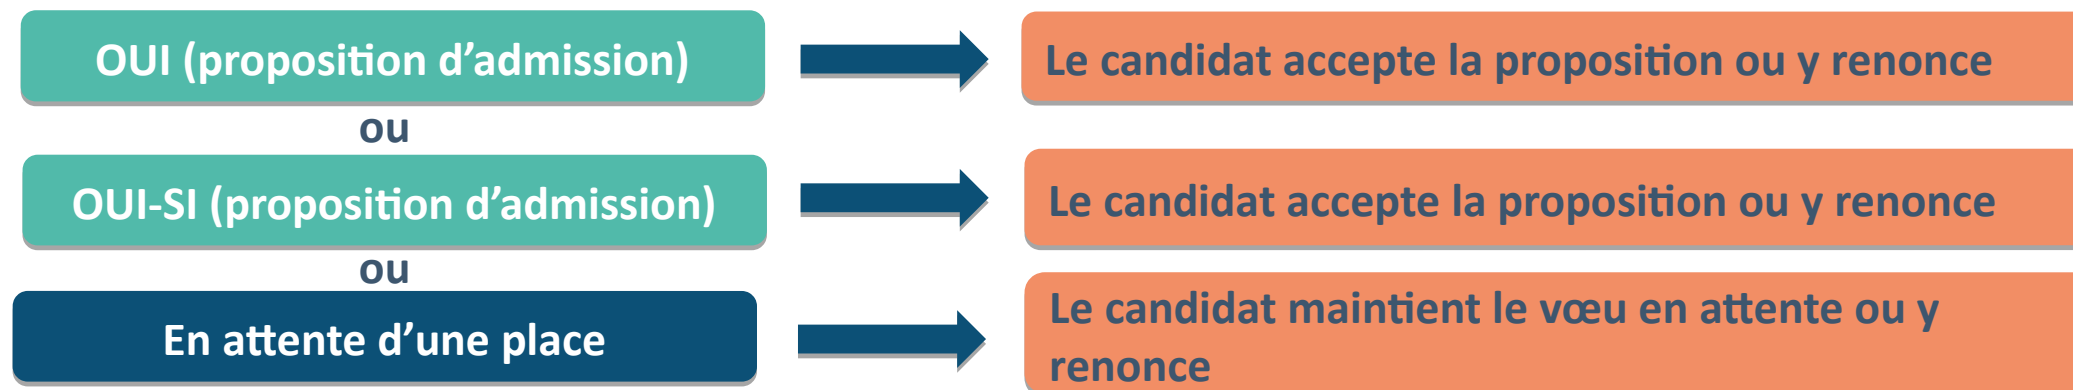 OUI (proposition d’admission)
Le candidat accepte la proposition ou y renonce
ou
OUI-SI (proposition d’admission)
Le candidat accepte la proposition ou y renonce
ou
En attente d’une place
Le candidat maintient le vœu en attente ou y
renonce